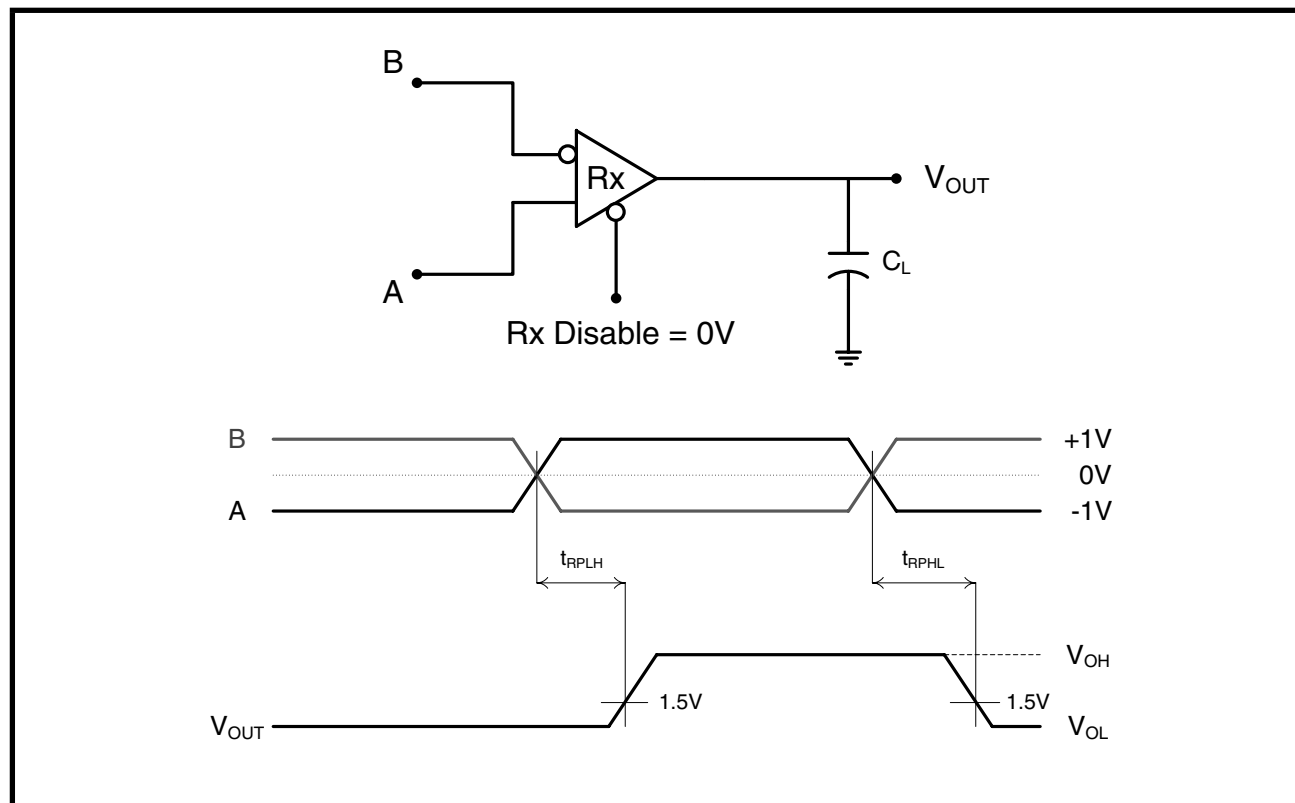 B
Rx
V_OUT
C_L
A
Rx Disable = 0V
B
+1V
0V
A
-1V
t_RPLH
t_RPHL
V_OH
1.5V
1.5V
V_OUT
V_OL